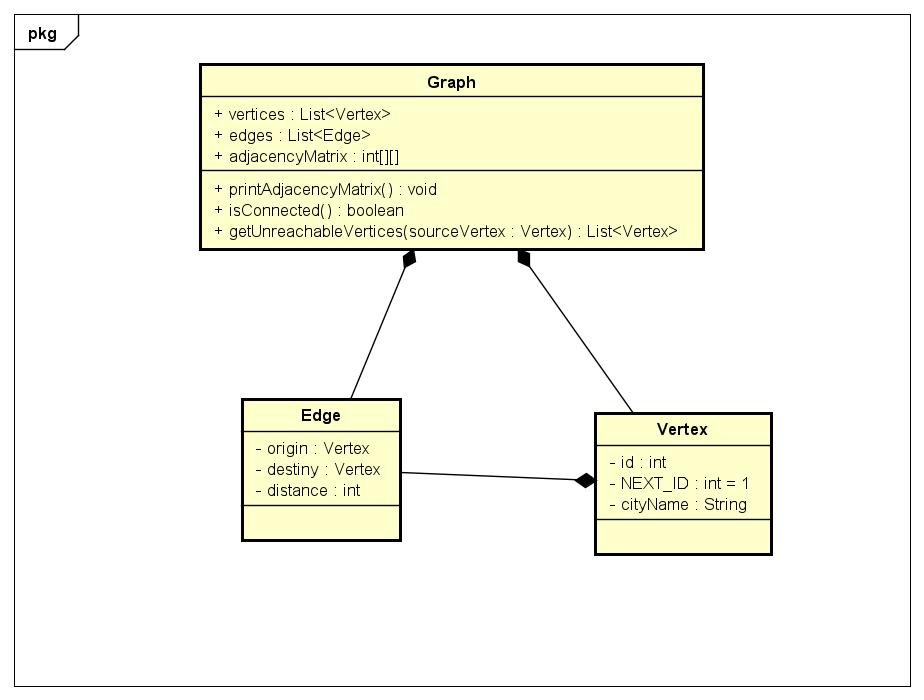 pkg
Graph
+ vertices : List<Vertex>
+ edges : List<Edge>
+ adjacencyMatrix : int[][]
+ printAdjacencyMatrix() : void
+ isConnected() : boolean
+ getUnreachableVertices(sourceVertex : Vertex) : List<Vertex>
Edge
- origin : Vertex
- destiny : Vertex
- distance : int
Vertex
- id : int
- NEXT_ID : int = 1
- cityName : String